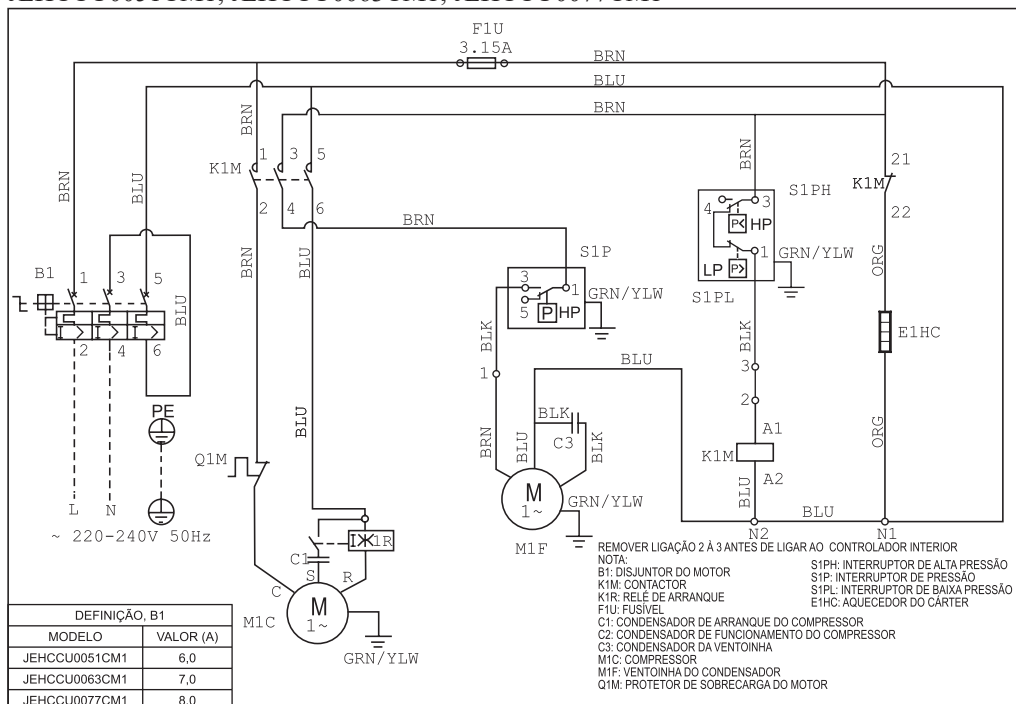 F1U
3.15A
BRN
BLU
BRN
BRN
BRN
BLU
BRN
K1M
1 3 5
2 4 6
BRN
BRN
BLU
B1
1 3 5
2 4 6
BLU
PE
L N
~ 220-240V 50Hz
S1P
3
1
5
P HP
GRN/YLW
BLK
1
BRN
BLU
BLU
BLK
C3
BLK
M
1~
GRN/YLW
M1F
S1PH
4
3
P< HP
1
LP P>
S1PL
GRN/YLW
BLK
3
2
K1M
A1
A2
BLU
N2
BLU
N1
21
K1M
22
ORG
E1HC
ORG
Q1M
BLU
1R
C1
S
R
C
M
1~
M1C
GRN/YLW
REMOVER LIGAÇÃO 2 À 3 ANTES DE LIGAR AO CONTROLADOR INTERIOR
NOTA:
B1: DISJUNTOR DO MOTOR
K1M: CONTACTOR
K1R: RELÉ DE ARRANQUE
F1U: FUSÍVEL
C1: CONDENSADOR DE ARRANQUE DO COMPRESSOR
C2: CONDENSADOR DE FUNCIONAMENTO DO COMPRESSOR
C3: CONDENSADOR DA VENTOINHA
M1C: COMPRESSOR
M1F: VENTOINHA DO CONDENSADOR
Q1M: PROTETOR DE SOBRECARGA DO MOTOR
S1PH: INTERRUPTOR DE ALTA PRESSÃO
S1P: INTERRUPTOR DE PRESSÃO
S1PL: INTERRUPTOR DE BAIXA PRESSÃO
E1HC: AQUECEDOR DO CÁRTER
DEFINIÇÃO, B1
MODELO VALOR (A)
JEHCCU0051CM1 6,0
JEHCCU0063CM1 7,0
JEHCCU0077CM1 8,0